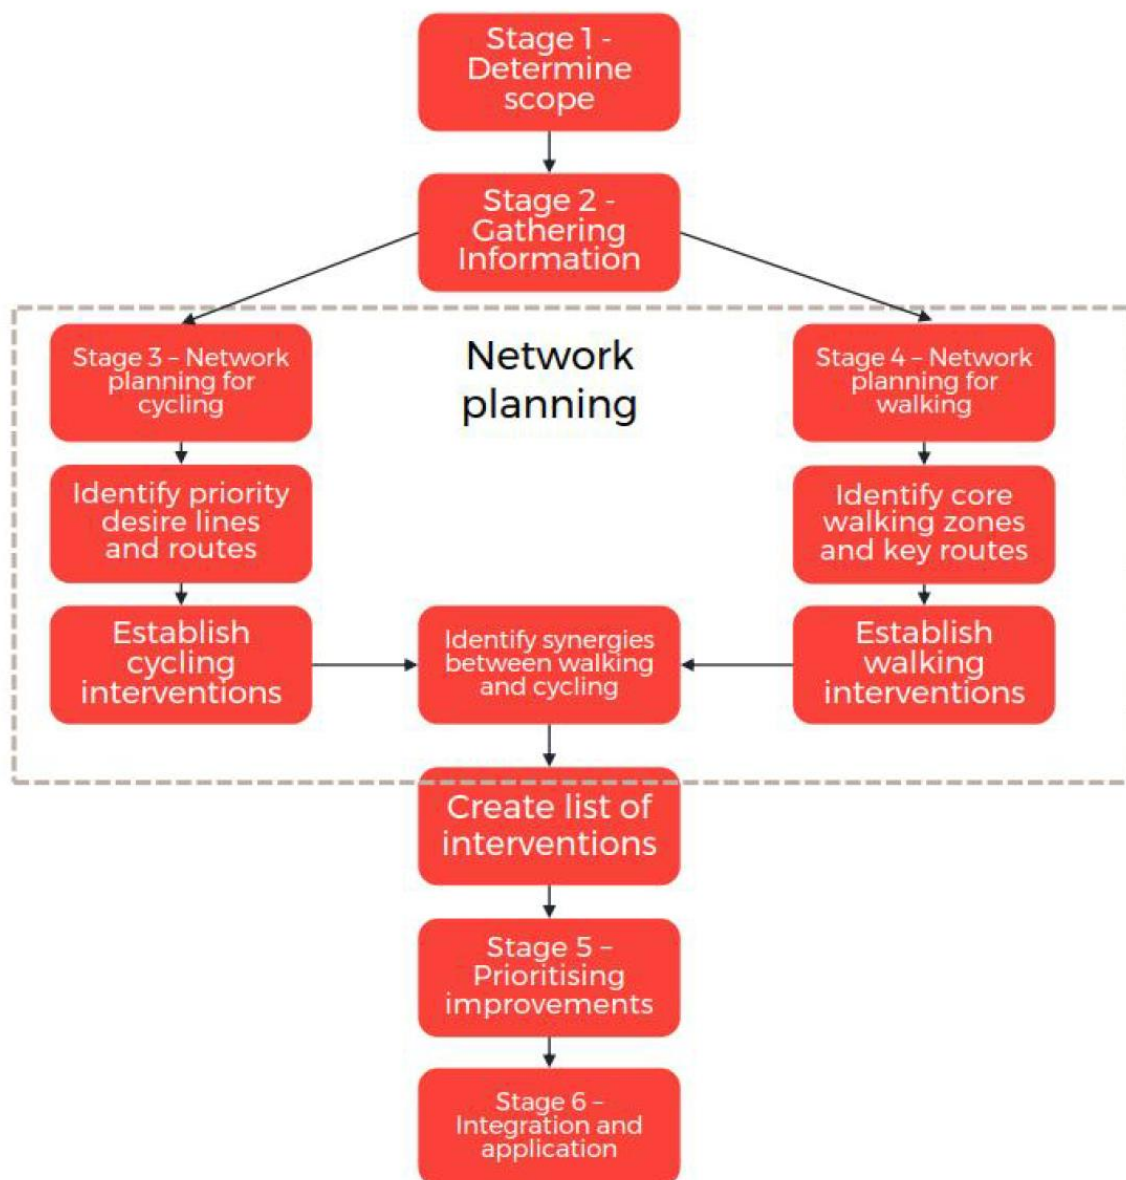 Stage 1 -
Determine
scope
Stage 2 -
Gathering
Information
Network
planning
Stage 3 – Network
planning for
cycling
Stage 4 – Network
planning for
walking
Identify priority
desire lines
and routes
Identify core
walking zones
and key routes
Establish
cycling
interventions
Identify synergies
between walking
and cycling
Establish
walking
interventions
Create list of
interventions
Stage 5 –
Prioritising
improvements
Stage 6 –
Integration and
application